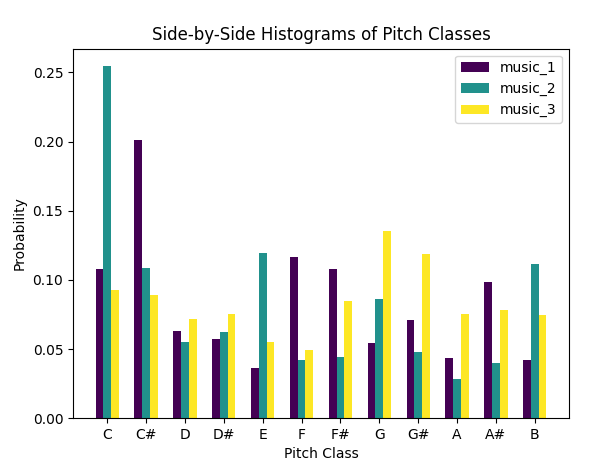 Side-by-Side Histograms of Pitch Classes
music_1
music_2
music_3
Probability
0.25
0.20
0.15
0.10
0.05
0.00
C C# D D# E F F# G G# A A# B
Pitch Class